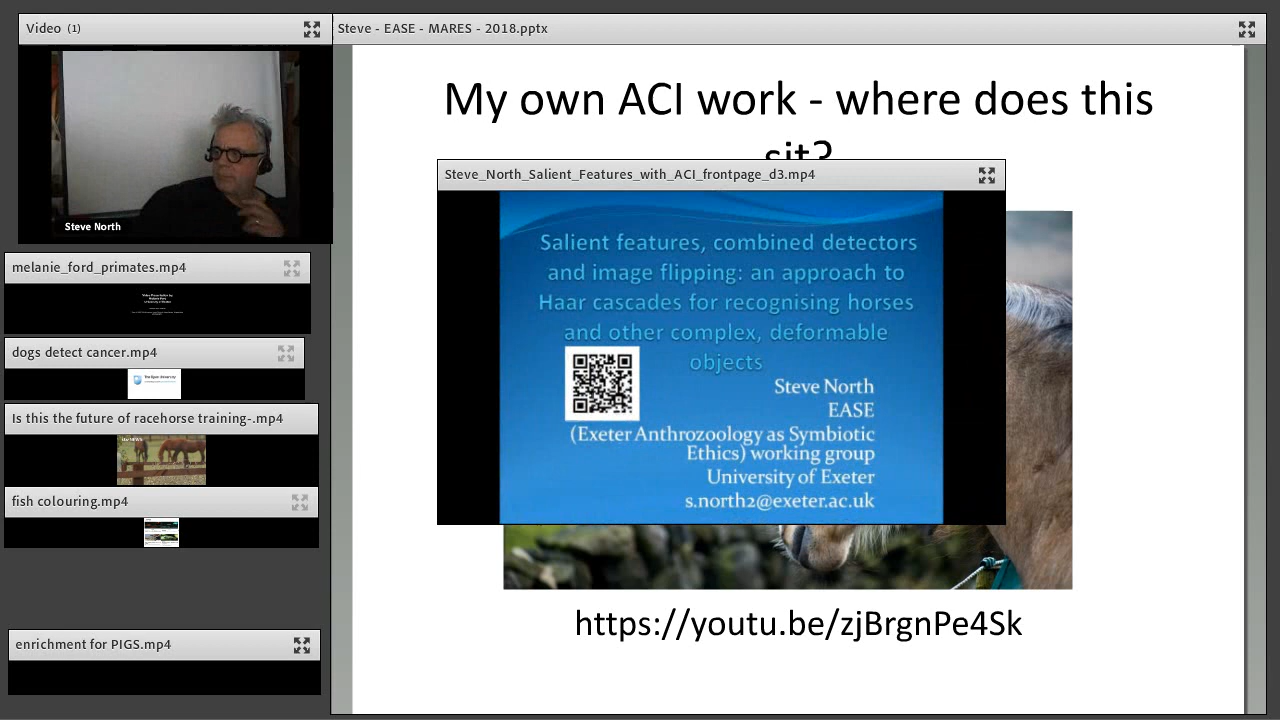 Video (1)
Steve North
melanie_ford_primates.mp4
dogs detect cancer.mp4
Is this the future of racehorse training-.mp4
fish colouring.mp4
enrichment for PIGS.mp4
Steve - EASE - MARES - 2018.pptx
My own ACI work - where does this
sit?
Steve_North_Salient_Features_with_ACI_frontpage_d3.mp4
Salient features, combined detectors
and image flipping: an approach to
Haar cascades for recognising horses
and other complex, deformable
objects
Steve North
EASE
(Exeter Anthrozoology as Symbiotic
Ethics) working group
University of Exeter
s.north2@exeter.ac.uk
https://youtu.be/zjBrgnPe4Sk